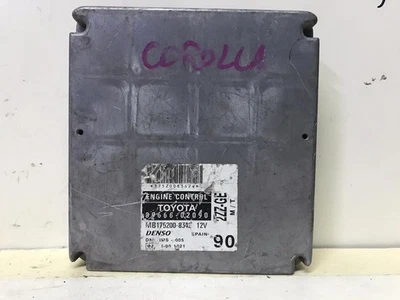 COROLLA
ENGINE CONTROL
TOYOTA
89666-02090
MB175200-8342 12V
DENSO SPAIN
2ZZ-GE
M/T
90